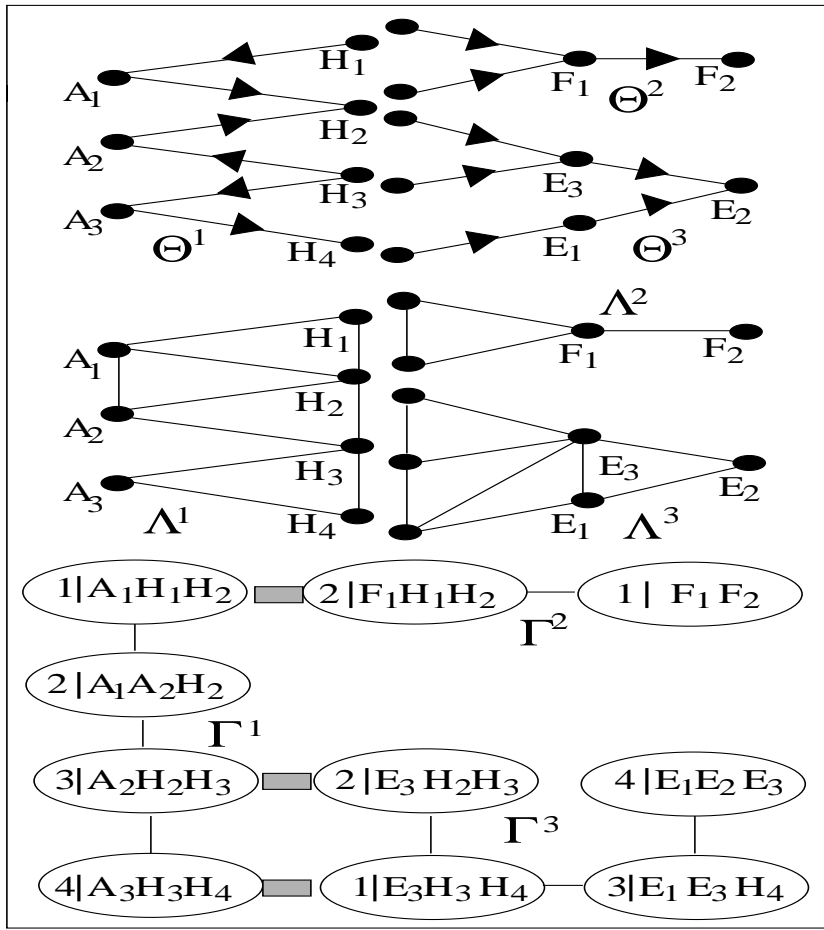 H₁
A₁ F₁ Θ² F₂
H₂
A₂
H₃ E₃
A₃ E₂
Θ¹ H₄ E₁ Θ³
Λ²
H₁
A₁ F₁ F₂
H₂
A₂
H₃ E₃
A₃ E₂
Λ¹ H₄ E₁ Λ³
1|A₁H₁H₂ 2|F₁H₁H₂ 1| F₁F₂
Γ²
2|A₁A₂H₂
Γ¹
3|A₂H₂H₃ 2|E₃H₂H₃ 4|E₁E₂E₃
Γ³
4|A₃H₃H₄ 1|E₃H₃H₄ 3|E₁E₃H₄